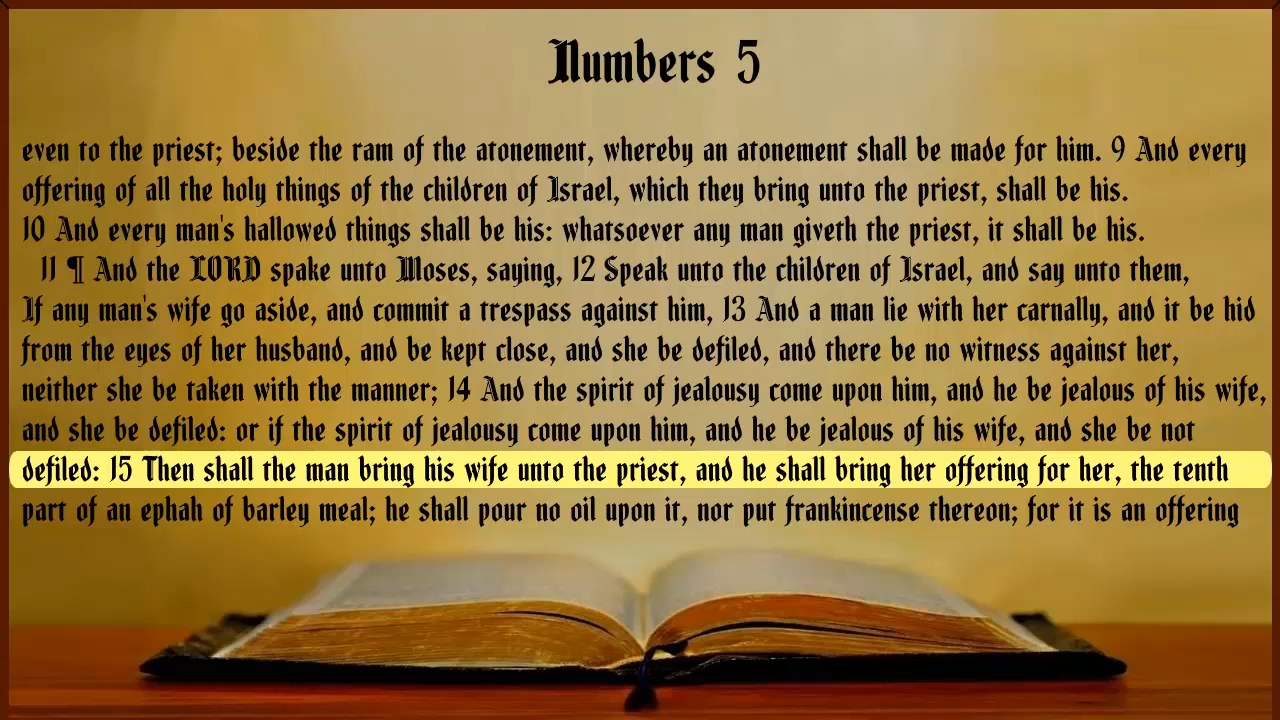 Numbers 5
even to the priest; beside the ram of the atonement, whereby an atonement shall be made for him. 9 And every
offering of all the holy things of the children of Israel, which they bring unto the priest, shall be his.
10 And every man's hallowed things shall be his: whatsoever any man giveth the priest, it shall be his.
11 ¶ And the LORD spake unto Moses, saying, 12 Speak unto the children of Israel, and say unto them,
If any man's wife go aside, and commit a trespass against him, 13 And a man lie with her carnally, and it be hid
from the eyes of her husband, and be kept close, and she be defiled, and there be no witness against her,
neither she be taken with the manner; 14 And the spirit of jealousy come upon him, and he be jealous of his wife,
and she be defiled: or if the spirit of jealousy come upon him, and he be jealous of his wife, and she be not
defiled: 15 Then shall the man bring his wife unto the priest, and he shall bring her offering for her, the tenth
part of an ephah of barley meal; he shall pour no oil upon it, nor put frankincense thereon; for it is an offering